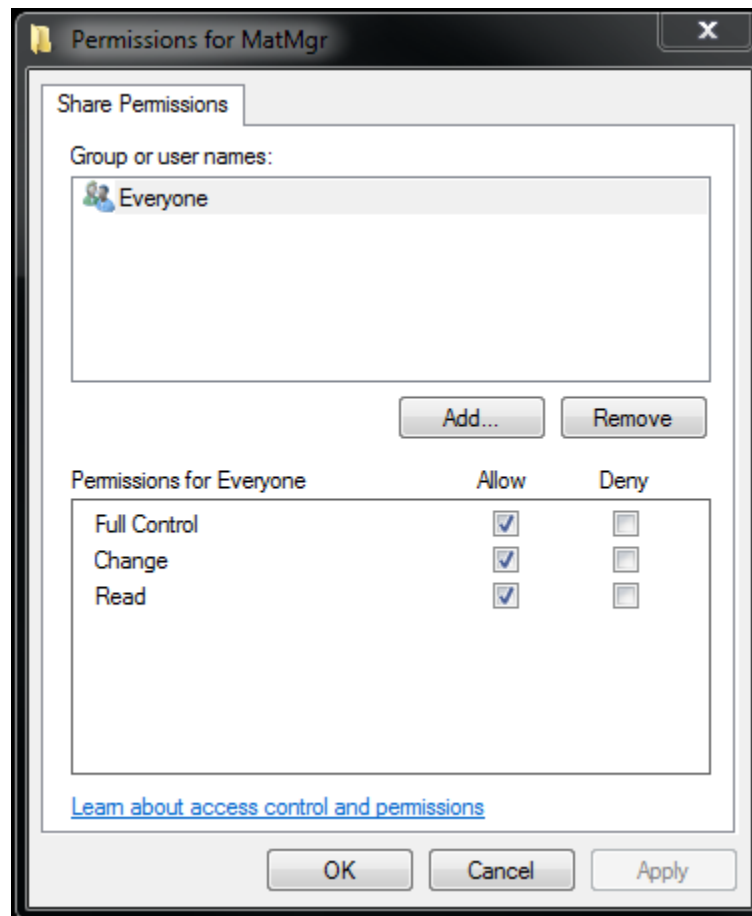 Permissions for MatMgr
X
Share Permissions
Group or user names:
Everyone
Add...
Remove
Permissions for Everyone Allow Deny
Full Control
Change
Read
Learn about access control and permissions
OK
Cancel
Apply